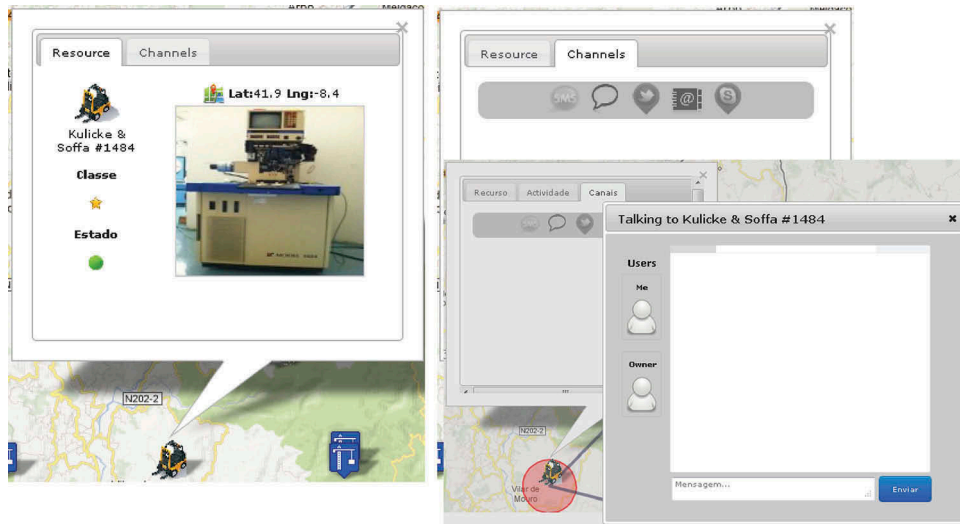 Resource
Channels
Lat:41.9 Lng:-8.4
Kulicke &
Soffa #1484
Classe
Estado
N202-2
Resource
Channels
SMS
@
S
Recurso
Actividade
Canais
Talking to Kulicke & Soffa #1484
Users
Me
Owner
N202-2
Vilar de
Mouro
Mensagem...
Enviar